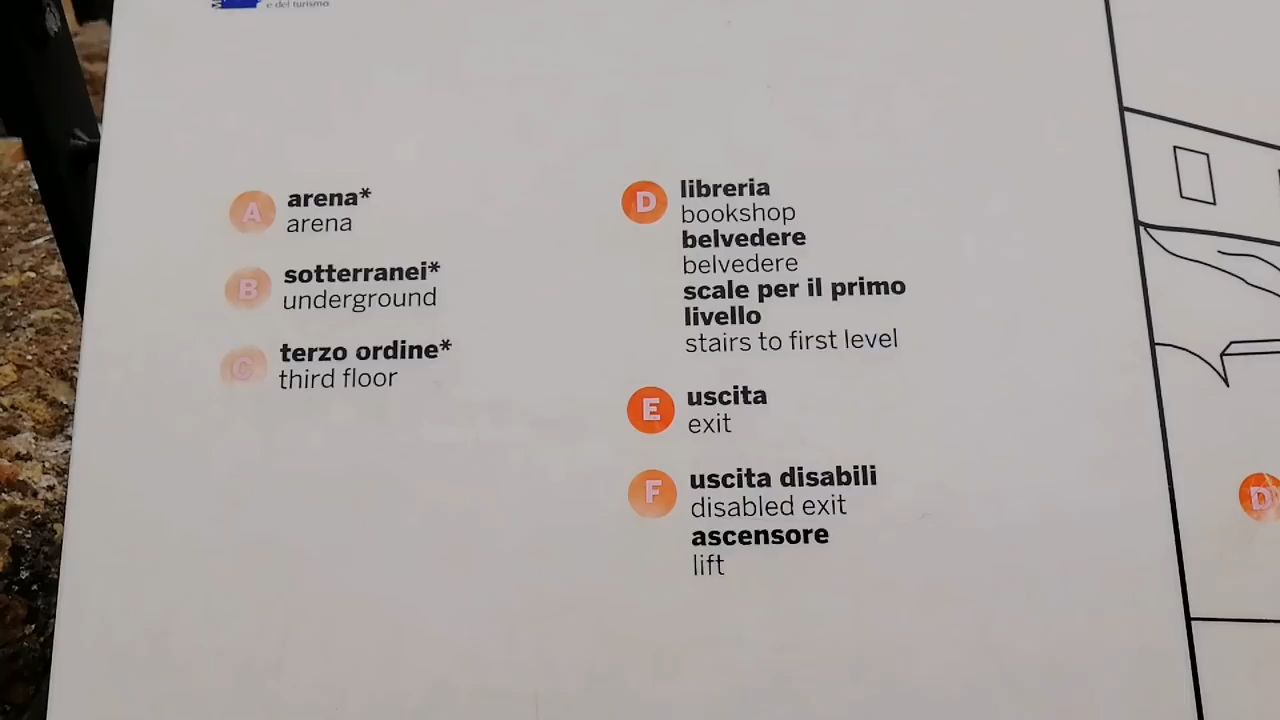 e del turismo
A
arena*
arena
B
sotterranei*
underground
C
terzo ordine*
third floor
D
libreria
bookshop
belvedere
belvedere
scale per il primo
livello
stairs to first level
E
uscita
exit
F
uscita disabili
disabled exit
ascensore
lift
D